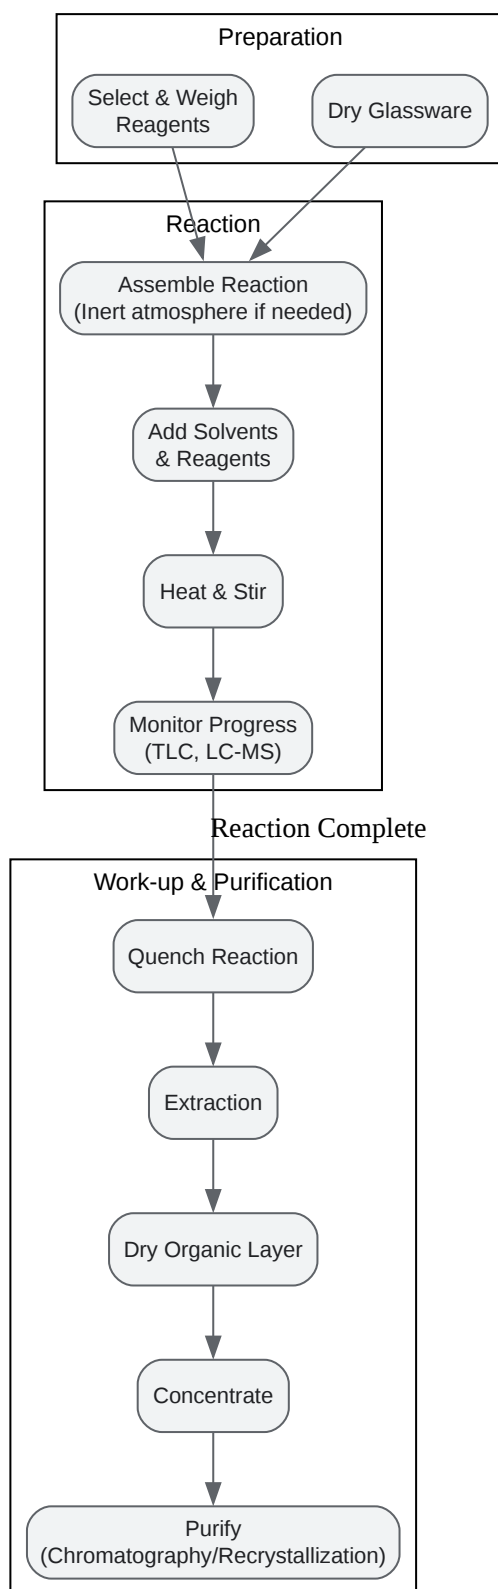 Preparation
Select & Weigh
Reagents
Dry Glassware
Reaction
Assemble Reaction
(Inert atmosphere if needed)
Add Solvents
& Reagents
Heat & Stir
Monitor Progress
(TLC, LC-MS)
Reaction Complete
Work-up & Purification
Quench Reaction
Extraction
Dry Organic Layer
Concentrate
Purify
(Chromatography/Recrystallization)